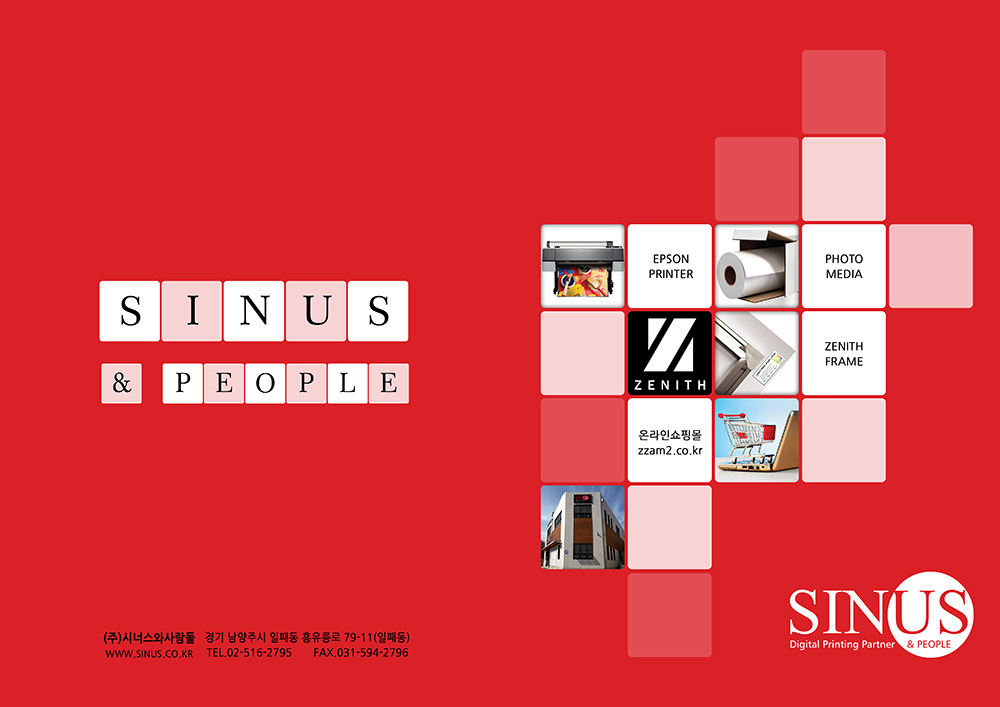 S I N U S
& P E O P L E
(주)시너스와사람들 경기 남양주시 일패동 홍유릉로 79-11(일패동)
WWW.SINUS.CO.KR TEL.02-516-2795 FAX.031-594-2796
EPSON
PRINTER
PHOTO
MEDIA
ZENITH
ZENITH
FRAME
온라인쇼핑몰
zzam2.co.kr
SINUS
Digital Printing Partner & PEOPLE